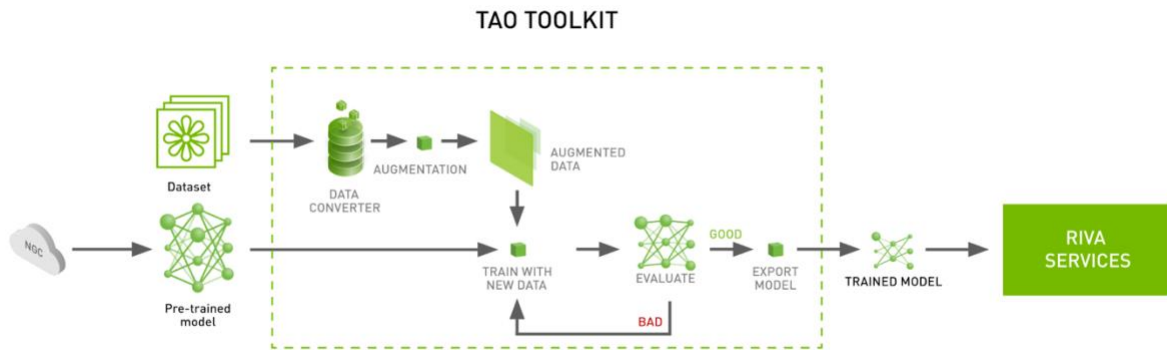 TAO TOOLKIT
Dataset
DATA
CONVERTER
AUGMENTATION
AUGMENTED
DATA
NGC
Pre-trained
model
TRAIN WITH
NEW DATA
EVALUATE
GOOD
BAD
EXPORT
MODEL
TRAINED MODEL
RIVA
SERVICES